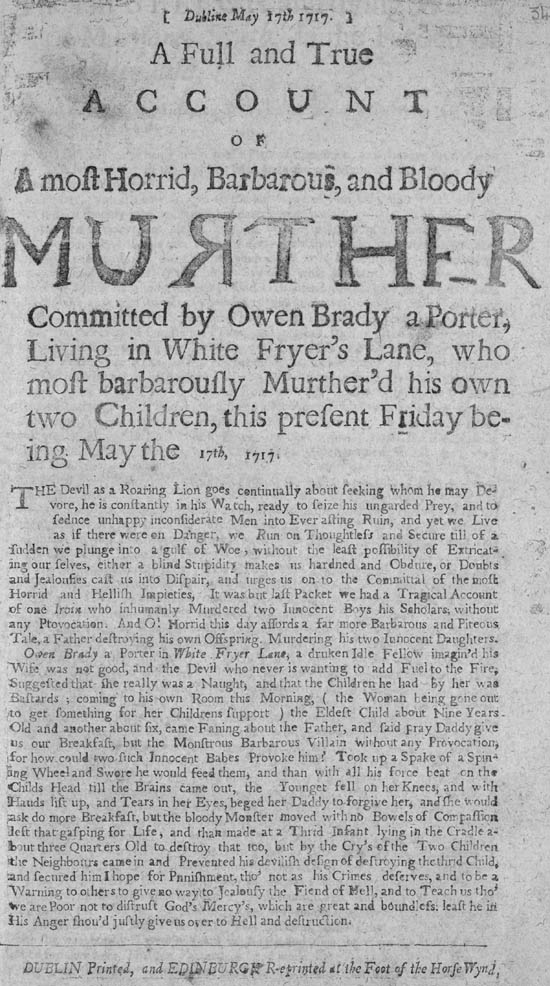 [ Dubline May 17th 1717. ]
34
A Full and True
ACCOUNT
OF
A moſt Horrid, Barbarous, and Bloody
MURTHER
Committed by Owen Brady a Porter,
Living in White Fryer's Lane, who
moſt barbarouſly Murther'd his own
two Children, this preſent Friday be-
ing May the 17th, 1717.
THE Devil as a Roaring Lion goes continually about ſeeking whom he may De-
vore, he is conſtantly in his Watch, ready to ſeize his ungarded Prey, and to
ſeduce unhappy inconſiderate Men into Ever aſting Ruin, and yet we Live
as if there were on Danger, we Run on Thoughtleſs and Secure till of a
ſudden we plunge into a gulf of Woe, without the leaſt poſſibility of Extricat-
ing our ſelves, either a blind Stupidity makes us hardned and Obdure, or Doubts
and Jealouſies caſt us into Diſpair, and urges us on to the Committal of the moſt
Horrid and Helliſh Impieties, It was but laſt Packet we had a Tragical Account
of one Iroin who inhumanly Murdered two Innocent Boys his Scholars, without
any Ptovocation. And O! Horrid this day affords a far more Barbarous and Piteous
Tale, a Father deſtroying his own Offspring. Murdering his two Innocent Daughters.
Owen Brady a Porter in White Fryer Lane, a druken Idle Fellow imagin'd his
Wife was not good, and the Devil who never is wanting to add Fuel to the Fire,
Suggeſted that ſhe really was a Naught, and that the Children he had by her was
Baſtards; coming to his own Room this Morning, ( the Woman being gone out
to get ſomething for her Childrens ſupport ) the Eldeſt Child about Nine Years
Old and another about ſix, came Faning about the Father, and ſaid pray Daddy give
us our Breakfaſt, but the Monſtrous Barbarous Villain without any Provocation,
for how could two ſuch Innocent Babes Provoke him? Took up a Spake of a Spin-
ing Wheel and Swore he would feed them, and than with all his force beat on the
Childs Head till the Brains came out, the Younget fell on her Knees, and with
Hauds liſt up, and Tears in her Eyes, beged her Daddy to forgive her, and ſhe would
ask do more Breakfaſt, but the bloody Monſter moved with no Bowels of Compaſſion
leſt that gaſping for Life, and than made at a Thrid Infant lying in the Cradle a-
bout three Quarters Old to deſtroy that too, but by the Cry's of the Two Children
the Neighbours came in and Prevented his deviliſh deſign of deſtroying the thrid Child,
and ſecured him I hope for Pnniſhment, tho' not as his Crimes deſerves, and to be a
Warning to others to give no way to Jealouſy the Fiend of Hell, and to Teach us tho'
we are Poor not to diſtruſt God's Mercy's, which are great and boundleſs: leaſt he in
His Anger ſhou'd juſtly give us over to Hell and deſtruction.
DUBLIN Printed, and EDINBURGH R-eprinted at the Foot of the Horſe Wynd,